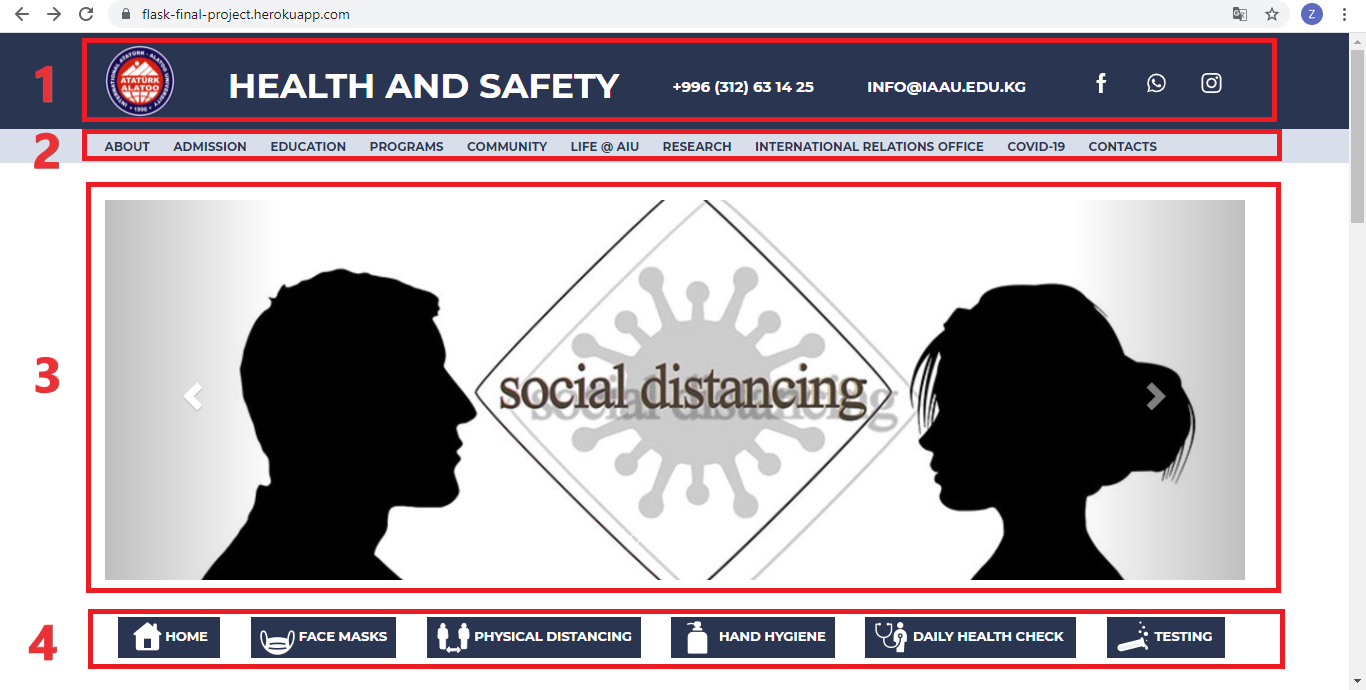 flask-final-project.herokuapp.com
Z
1
ATATÜRK
ALATOO
1996
HEALTH AND SAFETY
+996 (312) 63 14 25
INFO@IAAU.EDU.KG
2
ABOUT ADMISSION EDUCATION PROGRAMS COMMUNITY LIFE @ AIU RESEARCH INTERNATIONAL RELATIONS OFFICE COVID-19 CONTACTS
3
social distancing
4
HOME FACE MASKS PHYSICAL DISTANCING HAND HYGIENE DAILY HEALTH CHECK TESTING